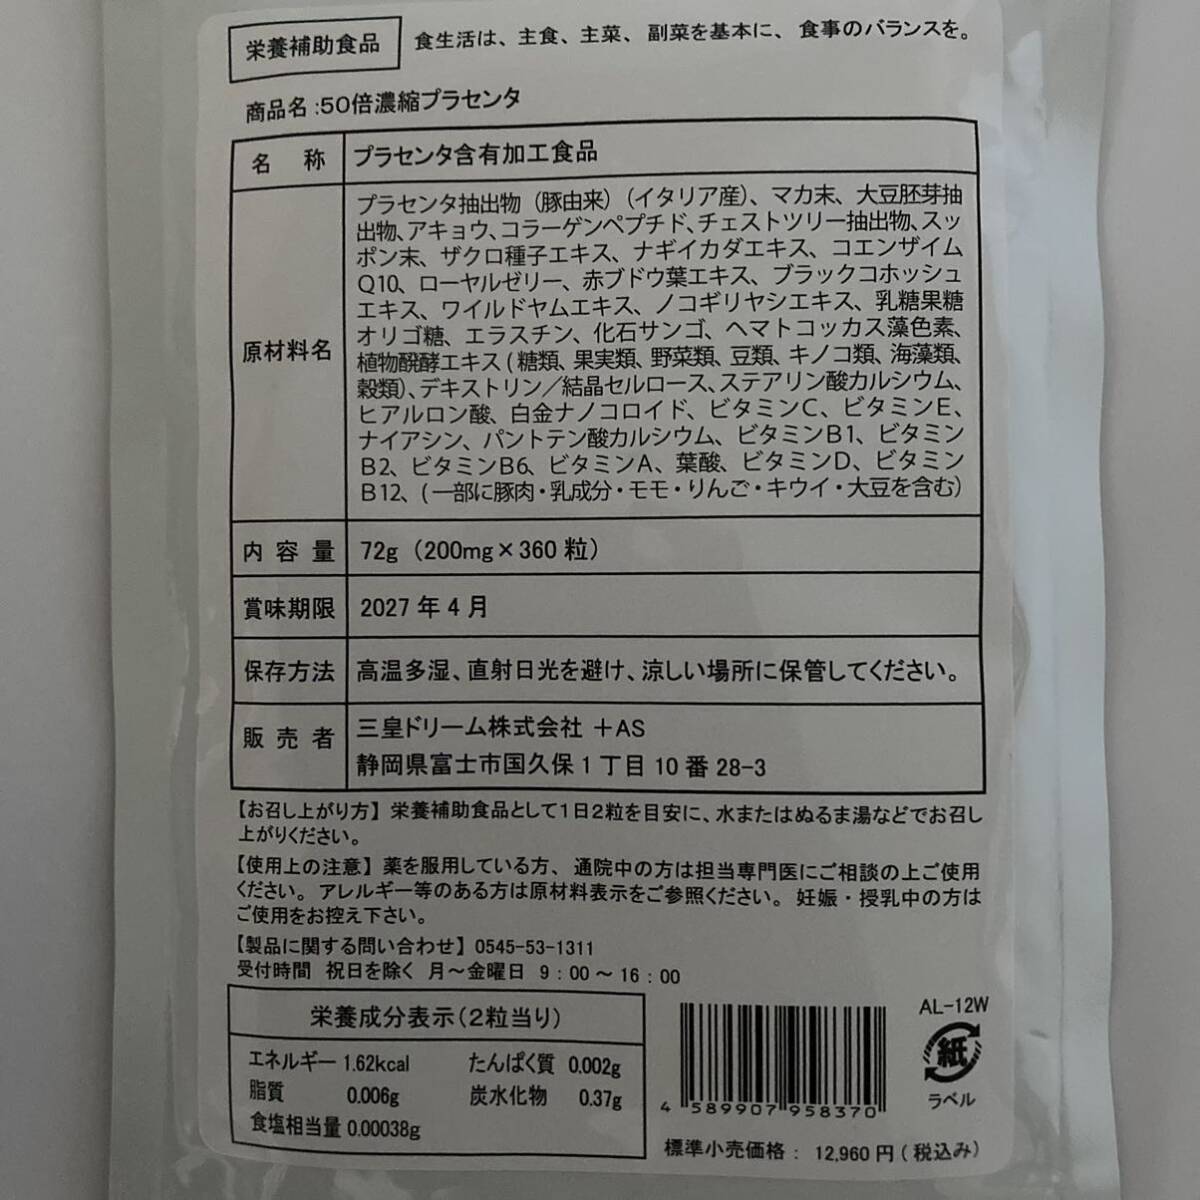 栄養補助食品 食生活は、主食、主菜、副菜を基本に、食事のバランスを。
商品名:50倍濃縮プラセンタ
名 称 プラセンタ含有加工食品
プラセンタ抽出物(豚由来)(イタリア産)、マカ末、大豆胚芽抽
出物、アキョウ、コラーゲンペプチド、チェストツリー抽出物、スッ
ポン末、ザクロ種子エキス、ナギイカダエキス、コエンザイム
Q10、ローヤルゼリー、赤ブドウ葉エキス、ブラックコホッシュ
エキス、ワイルドヤムエキス、ノコギリヤシエキス、乳糖果糖
オリゴ糖、エラスチン、化石サンゴ、ヘマトコッカス藻色素、
原材料名
植物醗酵エキス(糖類、果実類、野菜類、豆類、キノコ類、海藻類、
穀類)、デキストリン/結晶セルロース、ステアリン酸カルシウム、
ヒアルロン酸、白金ナノコロイド、ビタミンC、ビタミンE、
ナイアシン、パントテン酸カルシウム、ビタミンB1、ビタミン
B2、ビタミンB6、ビタミンA、葉酸、ビタミンD、ビタミン
B12、(一部に豚肉・乳成分・モモ・りんご・キウイ・大豆を含む)
内容量 72g(200mg×360粒)
賞味期限 2027年4月
保存方法 高温多湿、直射日光を避け、涼しい場所に保管してください。
販売者 三皇ドリーム株式会社 +AS
静岡県富士市国久保1丁目10番28-3
【お召し上がり方】栄養補助食品として1日2粒を目安に、水またはぬるま湯などでお召し
上がりください。
【使用上の注意】薬を服用している方、通院中の方は担当専門医にご相談の上ご使用
ください。アレルギー等のある方は原材料表示をご参照ください。妊娠・授乳中の方は
ご使用をお控え下さい。
【製品に関する問い合わせ】0545-53-1311
受付時間 祝日を除く 月~金曜日 9:00~16:00
栄養成分表示(2粒当り)
エネルギー 1.62kcal たんぱく質 0.002g
脂質 0.006g 炭水化物 0.37g
食塩相当量 0.00038g
AL-12W
紙
ラベル
4 589907 958370
標準小売価格: 12,960円(税込み)